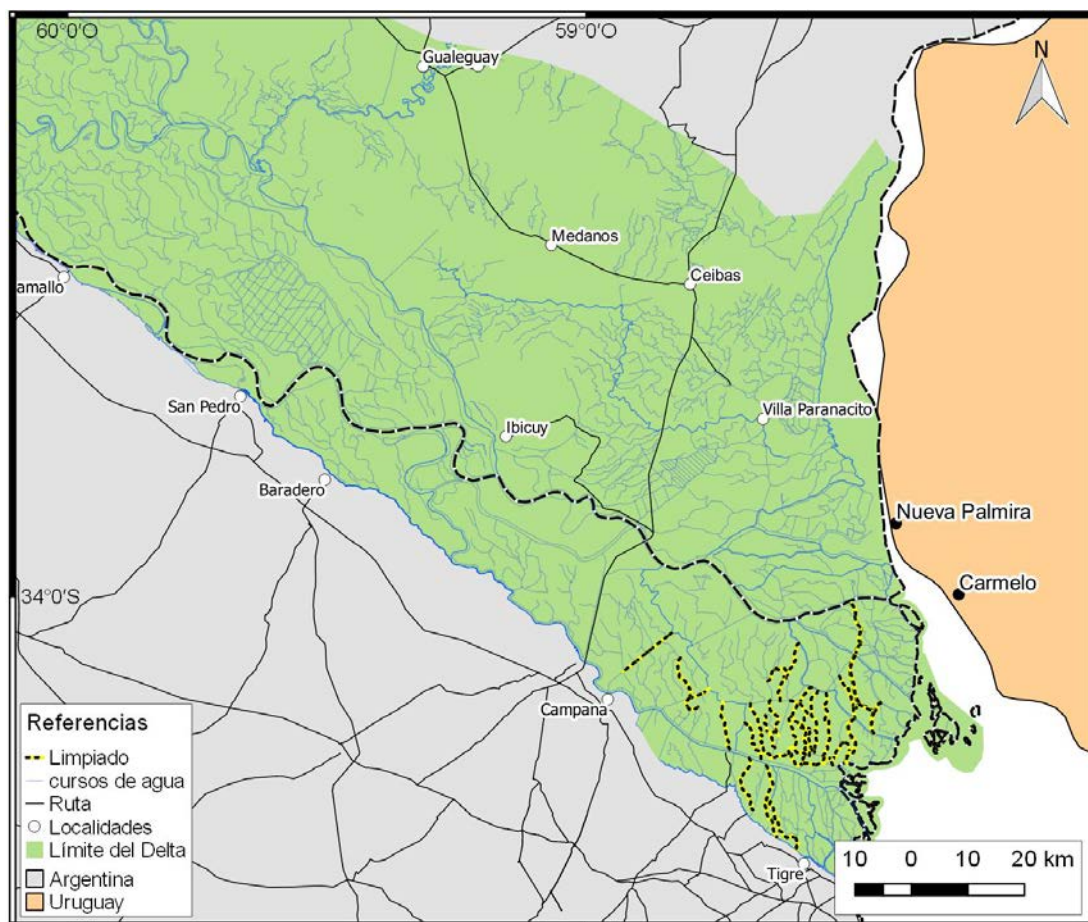 60°0'0
59°0'0
Gualeguay
N
Medanos
Ceibas
amallo
San Pedro
Villa Paranacito
Ibicuy
Baradero
Nueva Palmira
Carmelo
34°0'S
Campana
Referencias
Limpiado
cursos de agua
Ruta
Localidades
Límite del Delta
Argentina
Uruguay
Tigre
10 0 10 20 km